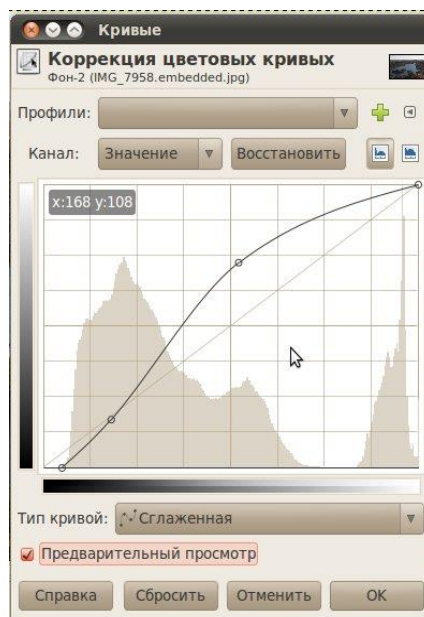 Кривые
Коррекция цветовых кривых
Фон-2 (IMG_7958.embedded.jpg)
Профили:
Канал: Значение Восстановить
x:168 y:108
Тип кривой: Сглаженная
Предварительный просмотр
Справка Сбросить Отменить OK